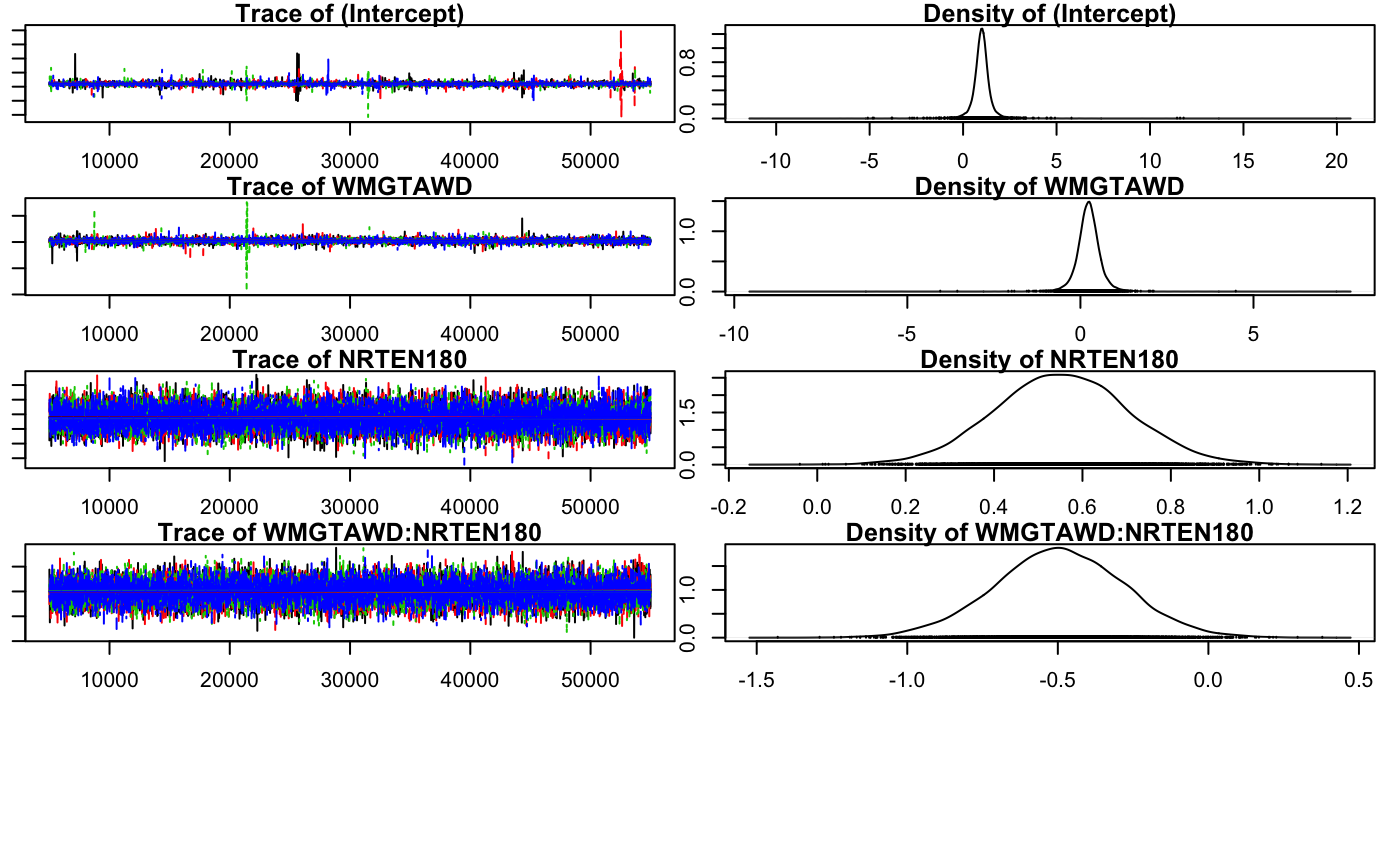 Trace of (Intercept) Density of (Intercept)
0.0 0.8
10000 20000 30000 40000 50000 -10 -5 0 5 10 15 20
Trace of WMGTAWD Density of WMGTAWD
0.0 1.0
10000 20000 30000 40000 50000 -10 -5 0 5
Trace of NRTEN180 Density of NRTEN180
0.0 1.5
10000 20000 30000 40000 50000 -0.2 0.0 0.2 0.4 0.6 0.8 1.0 1.2
Trace of WMGTAWD:NRTEN180 Density of WMGTAWD:NRTEN180
0.0 1.0
10000 20000 30000 40000 50000 -1.5 -1.0 -0.5 0.0 0.5